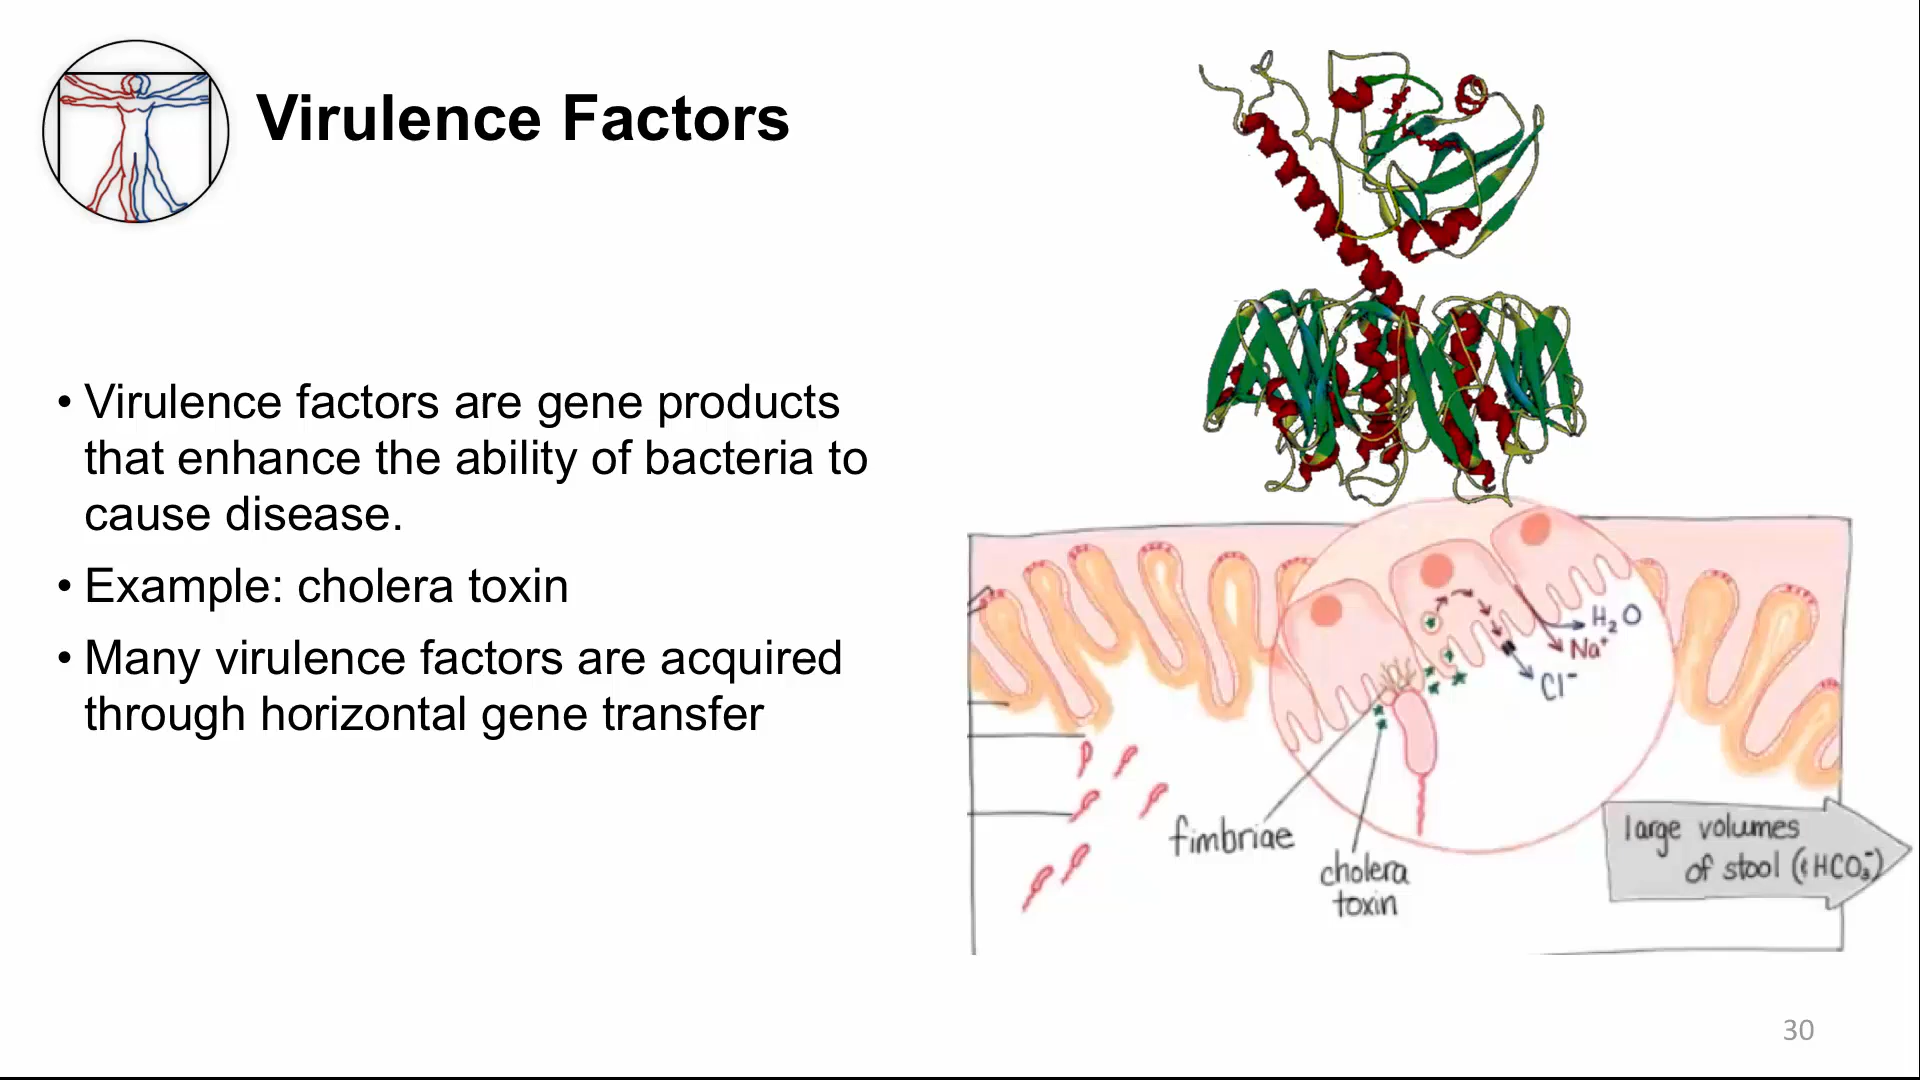 Virulence Factors
• Virulence factors are gene products
that enhance the ability of bacteria to
cause disease.
• Example: cholera toxin
• Many virulence factors are acquired
through horizontal gene transfer
H₂O
Na⁺
Cl⁻
fimbriae
cholera
toxin
large volumes
of stool (¢HCO₃⁻)
30